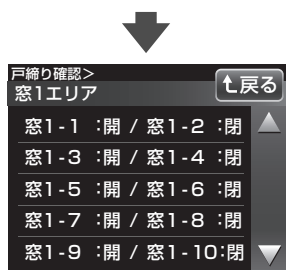 戸締り確認>
窓1エリア
戻る
窓1-1 :開 / 窓1-2 :閉
窓1-3 :開 / 窓1-4 :閉
窓1-5 :開 / 窓1-6 :閉
窓1-7 :開 / 窓1-8 :閉
窓1-9 :開 / 窓1-10:閉